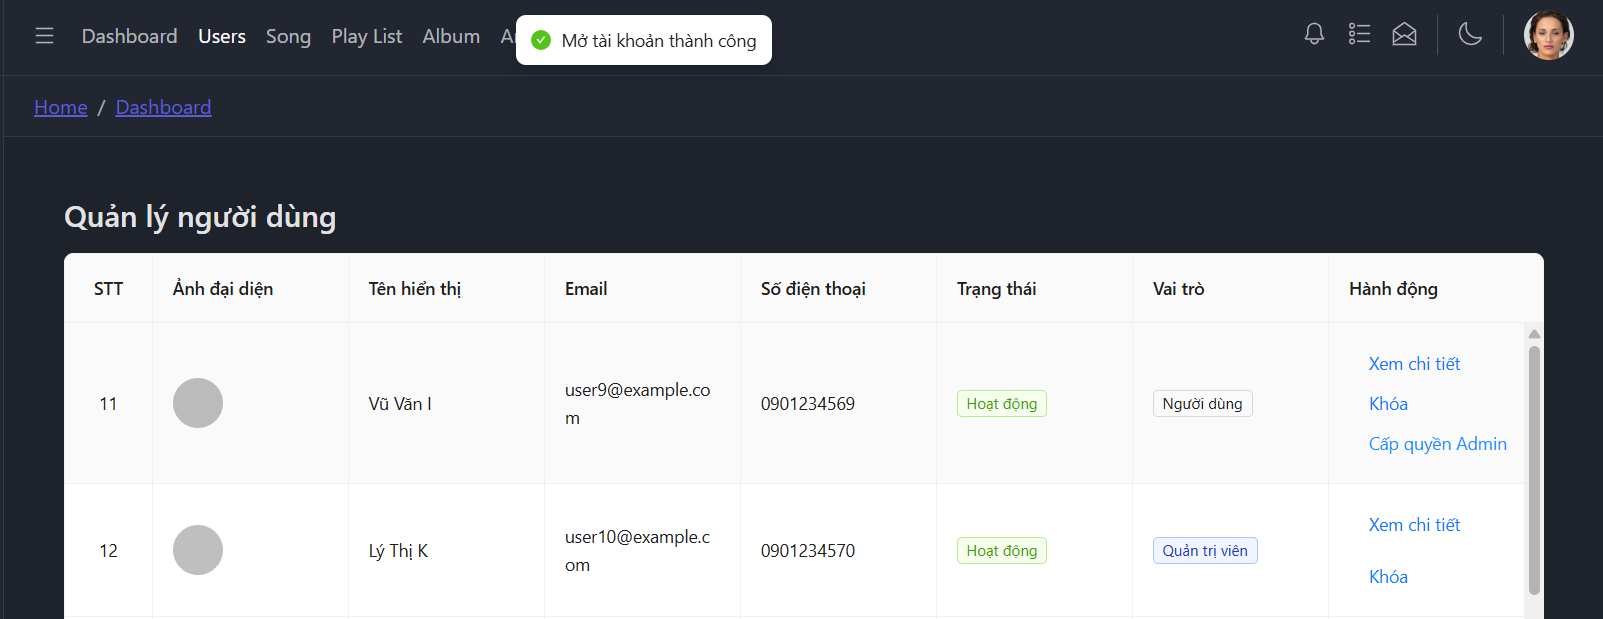 Dashboard Users Song Play List Album
Mở tài khoản thành công
Home / Dashboard
Quản lý người dùng
STT Ảnh đại diện Tên hiển thị Email Số điện thoại Trạng thái Vai trò Hành động
11 Vũ Văn I user9@example.co
m 0901234569 Hoạt động Người dùng
Xem chi tiết
Khóa
Cấp quyền Admin
12 Lý Thị K user10@example.c
om 0901234570 Hoạt động Quản trị viên
Xem chi tiết
Khóa